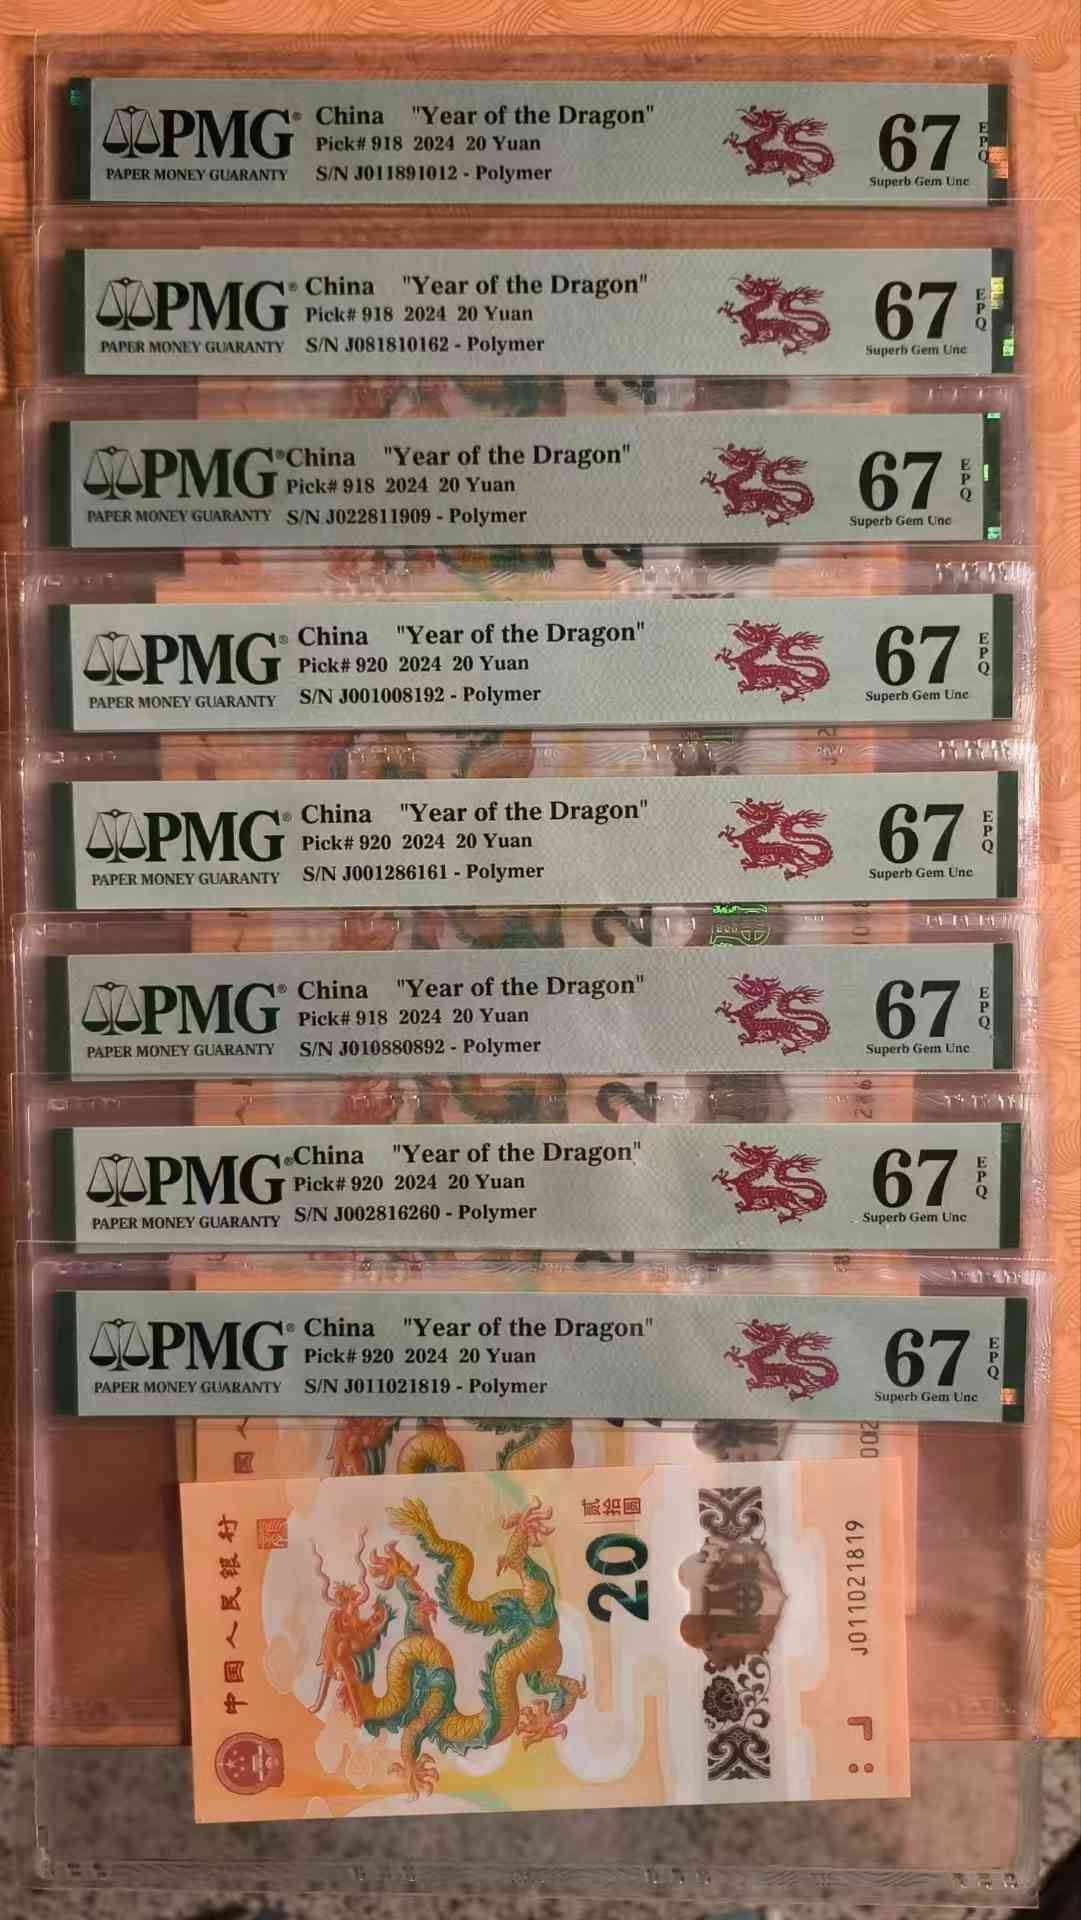 PMG®
PAPER MONEY GUARANTY
China "Year of the Dragon"
Pick# 918 2024 20 Yuan
S/N J011891012 - Polymer
67
EPQ
Superb Gem Unc
PMG®
PAPER MONEY GUARANTY
China "Year of the Dragon"
Pick# 918 2024 20 Yuan
S/N J081810162 - Polymer
67
EPQ
Superb Gem Unc
PMG®
PAPER MONEY GUARANTY
China "Year of the Dragon"
Pick# 918 2024 20 Yuan
S/N J022811909 - Polymer
67
EPQ
Superb Gem Unc
PMG®
PAPER MONEY GUARANTY
China "Year of the Dragon"
Pick# 920 2024 20 Yuan
S/N J001008192 - Polymer
67
EPQ
Superb Gem Unc
PMG®
PAPER MONEY GUARANTY
China "Year of the Dragon"
Pick# 920 2024 20 Yuan
S/N J001286161 - Polymer
67
EPQ
Superb Gem Unc
PMG®
PAPER MONEY GUARANTY
China "Year of the Dragon"
Pick# 918 2024 20 Yuan
S/N J010880892 - Polymer
67
EPQ
Superb Gem Unc
PMG®
PAPER MONEY GUARANTY
China "Year of the Dragon"
Pick# 920 2024 20 Yuan
S/N J002816260 - Polymer
67
EPQ
Superb Gem Unc
PMG®
PAPER MONEY GUARANTY
China "Year of the Dragon"
Pick# 920 2024 20 Yuan
S/N J011021819 - Polymer
67
EPQ
Superb Gem Unc
中国人民银行
贰拾圆
20
J011021819